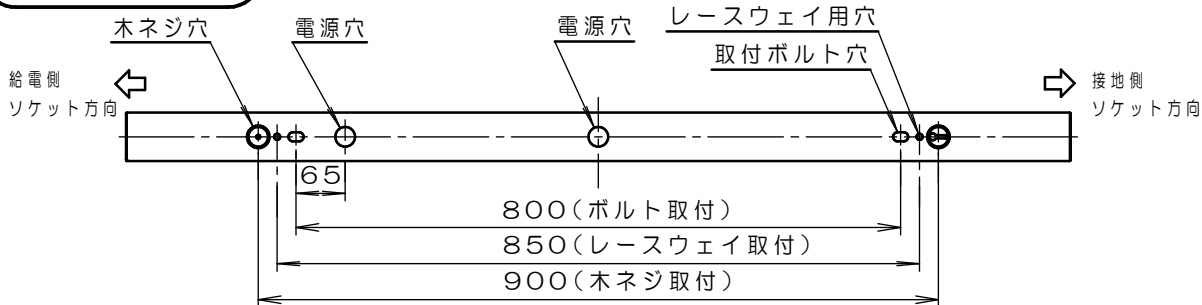 木ネジ穴
電源穴
電源穴
レースウェイ用穴
取付ボルト穴
給電側
ソケット方向
接地側
ソケット方向
65
800(ボルト取付)
850(レースウェイ取付)
900(木ネジ取付)